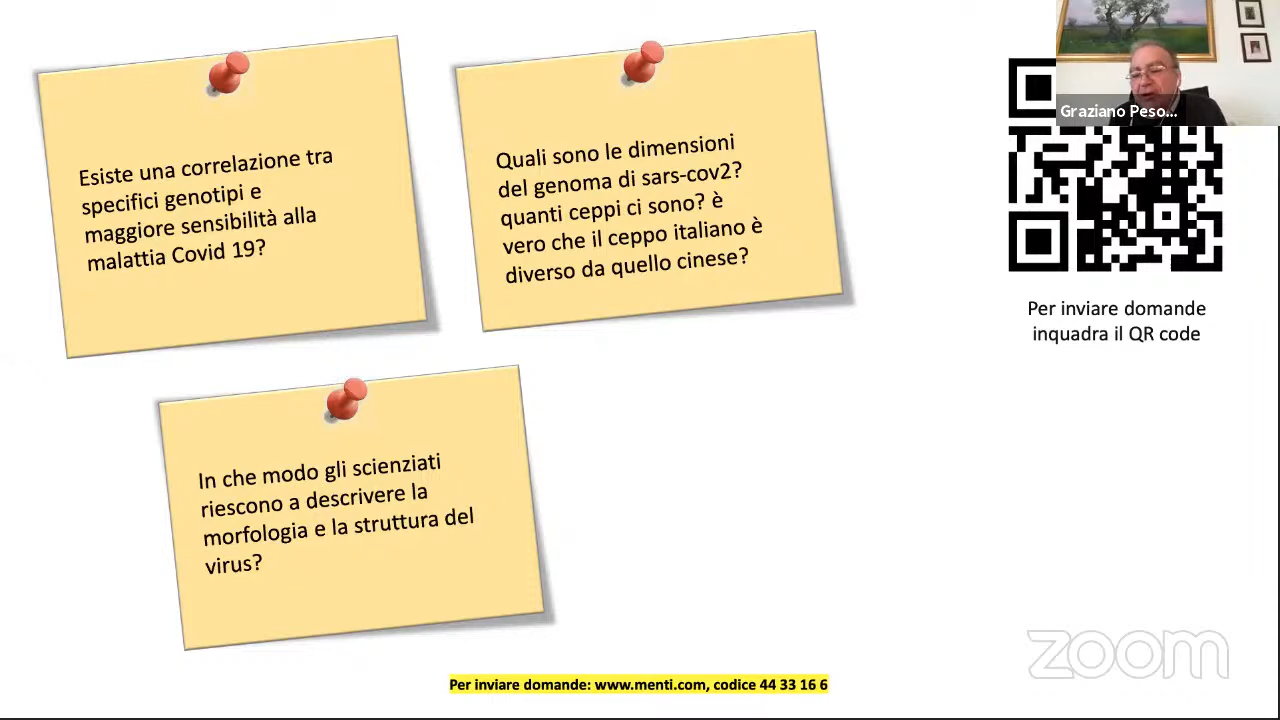 Esiste una correlazione tra
specifici genotipi e
maggiore sensibilità alla
malattia Covid 19?
Quali sono le dimensioni
del genoma di sars-cov2?
quanti ceppi ci sono? è
vero che il ceppo italiano è
diverso da quello cinese?
Graziano Peso...
Per inviare domande
inquadra il QR code
In che modo gli scienziati
riescono a descrivere la
morfologia e la struttura del
virus?
zoom
Per inviare domande: www.menti.com, codice 44 33 16 6